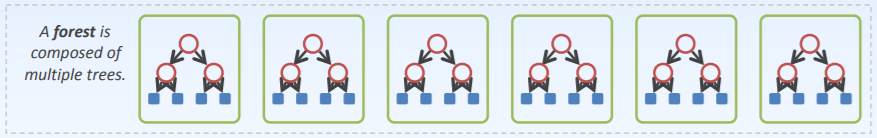 A forest is
composed of
multiple trees.